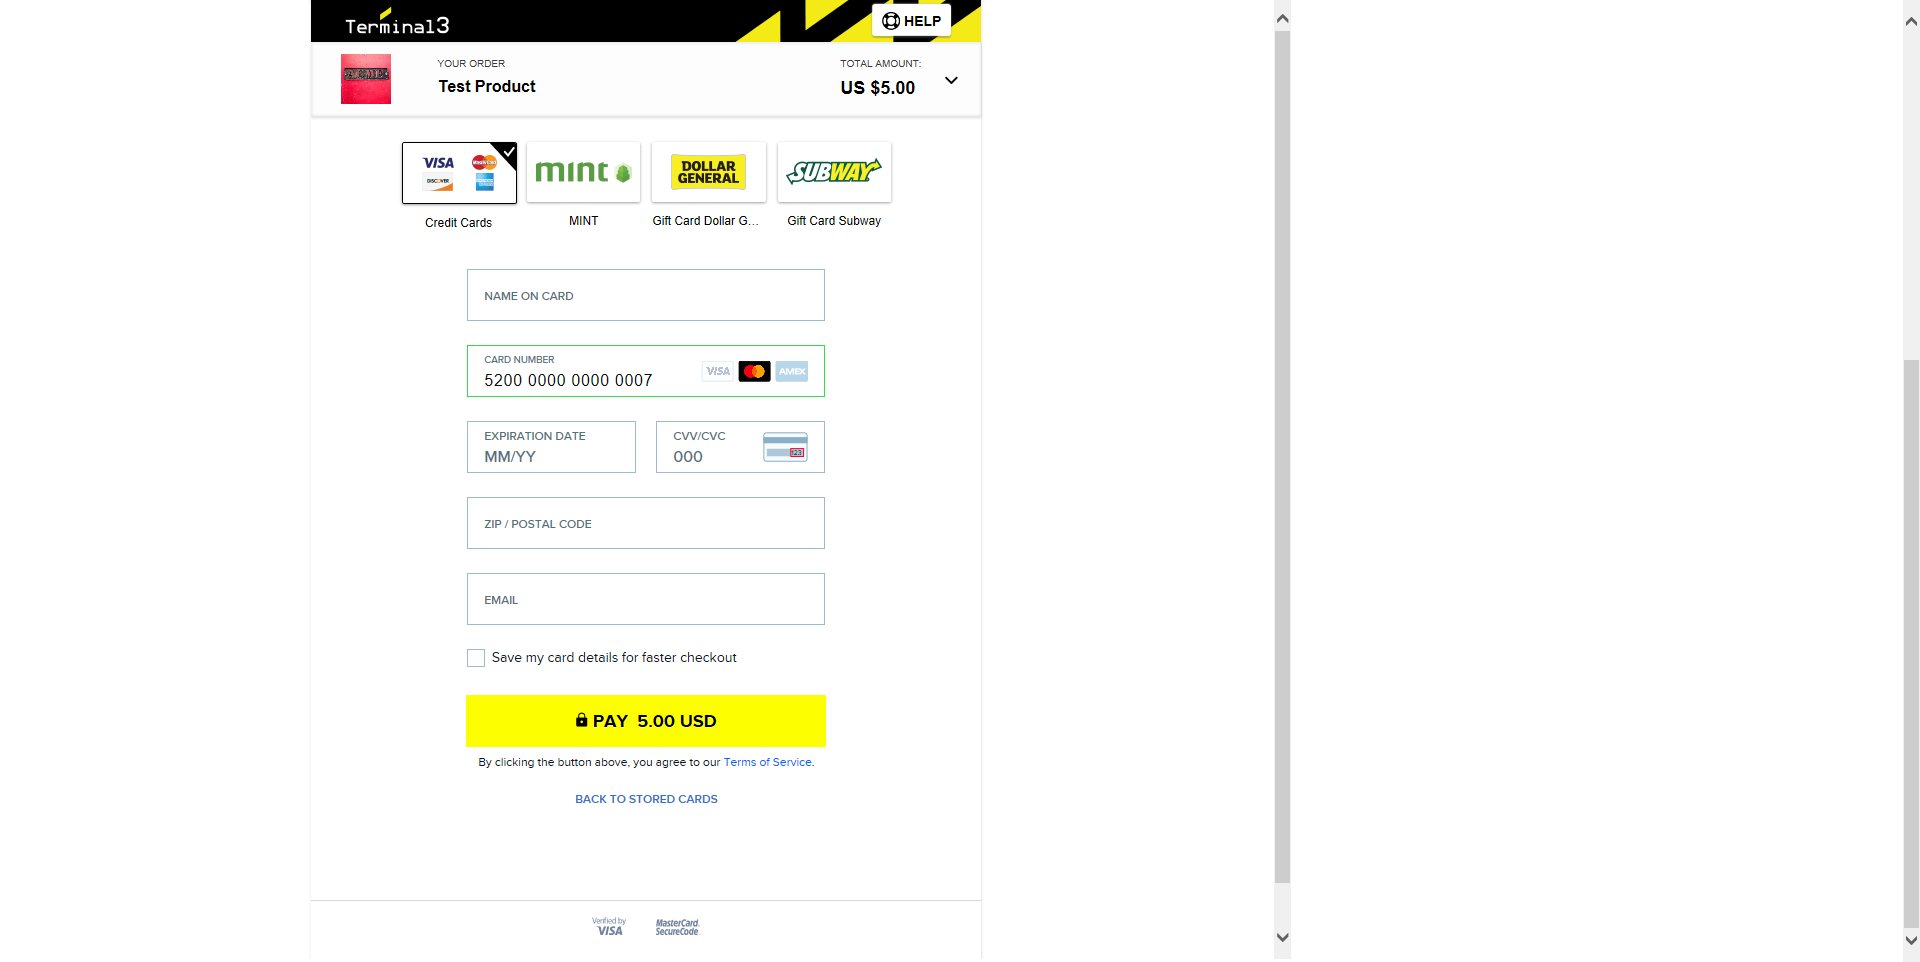 Terminal3
HELP
YOUR ORDER
Test Product
TOTAL AMOUNT:
US $5.00
VISA
MasterCard
DISCOVER
mint
DOLLAR
GENERAL
SUBWAY
Credit Cards
MINT
Gift Card Dollar G...
Gift Card Subway
NAME ON CARD
CARD NUMBER
5200 0000 0000 0007
VISA
AMEX
EXPIRATION DATE
MM/YY
CVV/CVC
000
123
ZIP / POSTAL CODE
EMAIL
Save my card details for faster checkout
PAY 5.00 USD
By clicking the button above, you agree to our Terms of Service.
BACK TO STORED CARDS
Verified by
VISA
MasterCard.
SecureCode.